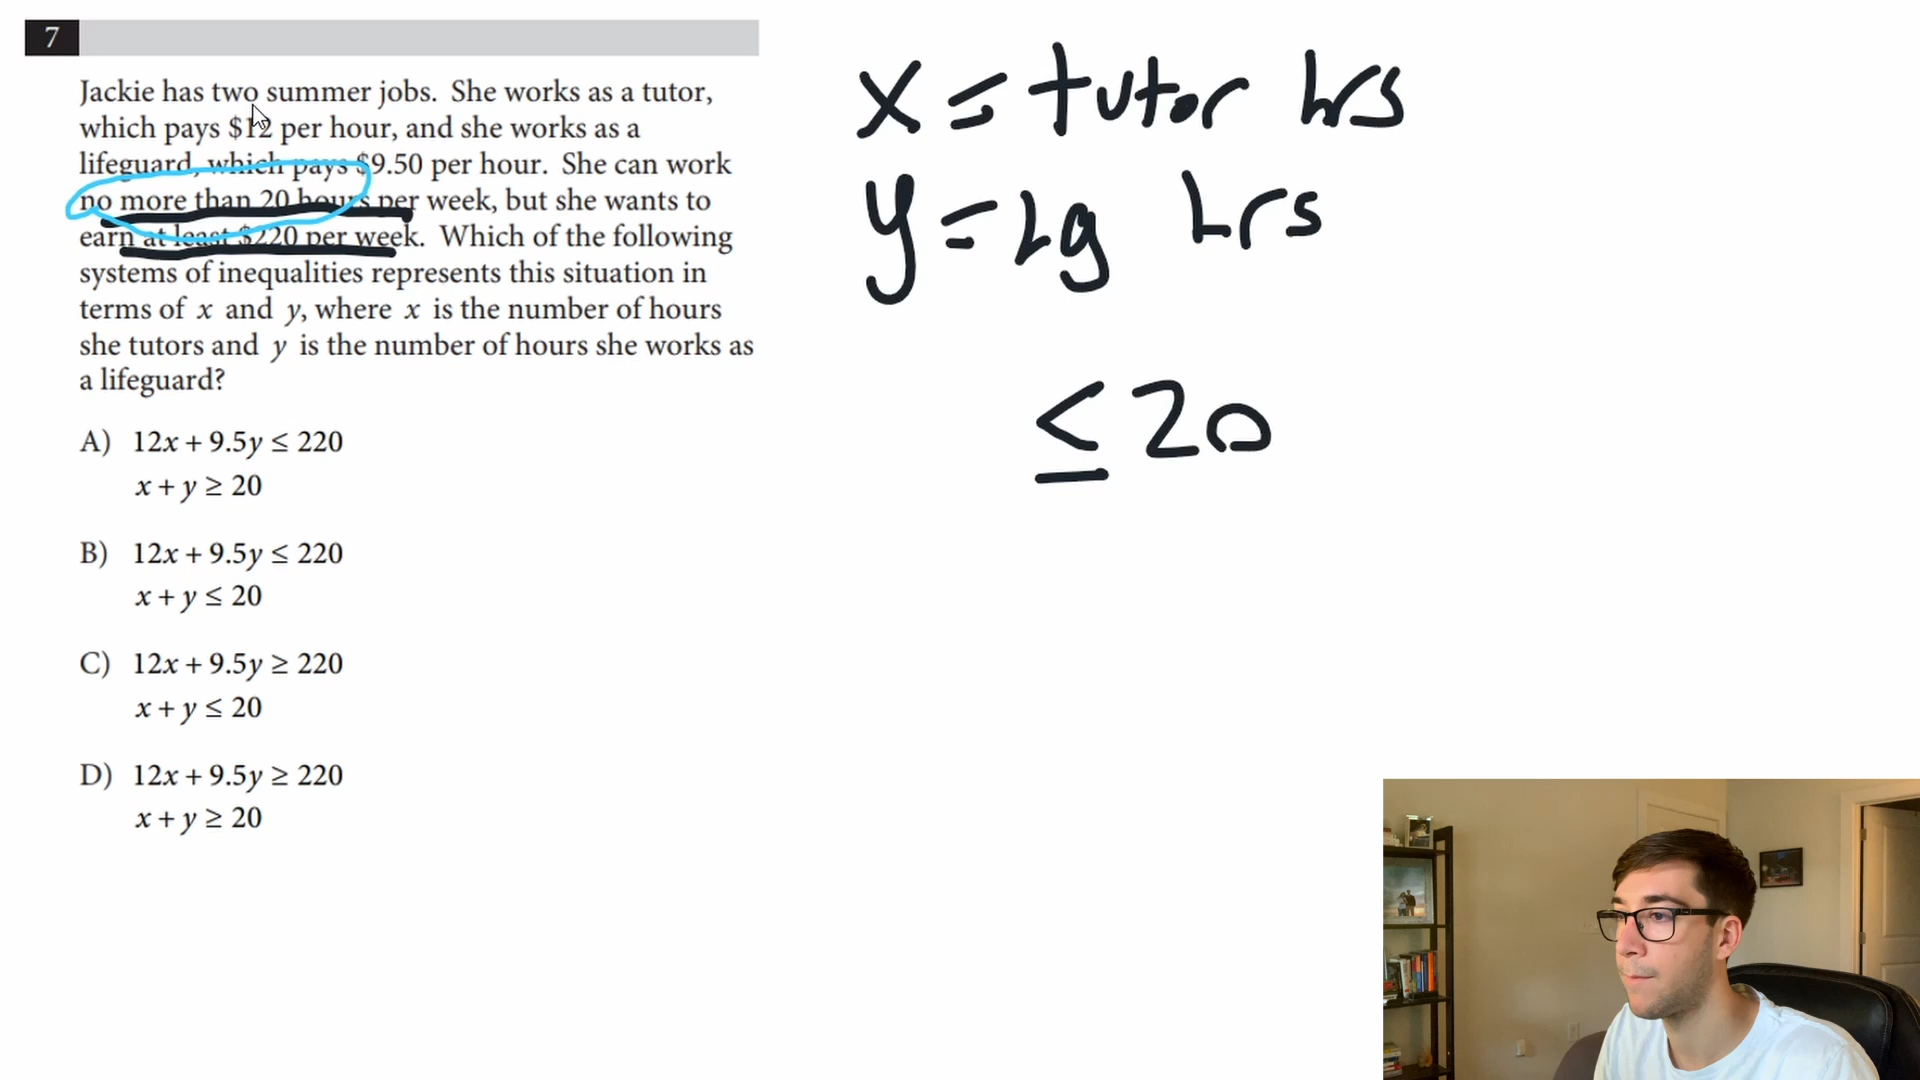 7
Jackie has two summer jobs. She works as a tutor,
which pays $12 per hour, and she works as a
lifeguard, which pays $9.50 per hour. She can work
no more than 20 hours per week, but she wants to
earn at least $220 per week. Which of the following
systems of inequalities represents this situation in
terms of x and y, where x is the number of hours
she tutors and y is the number of hours she works as
a lifeguard?
A) 12x + 9.5y ≤ 220
x + y ≥ 20
B) 12x + 9.5y ≤ 220
x + y ≤ 20
C) 12x + 9.5y ≥ 220
x + y ≤ 20
D) 12x + 9.5y ≥ 220
x + y ≥ 20
x = tutor hrs
y = Lg hrs
≤ 20